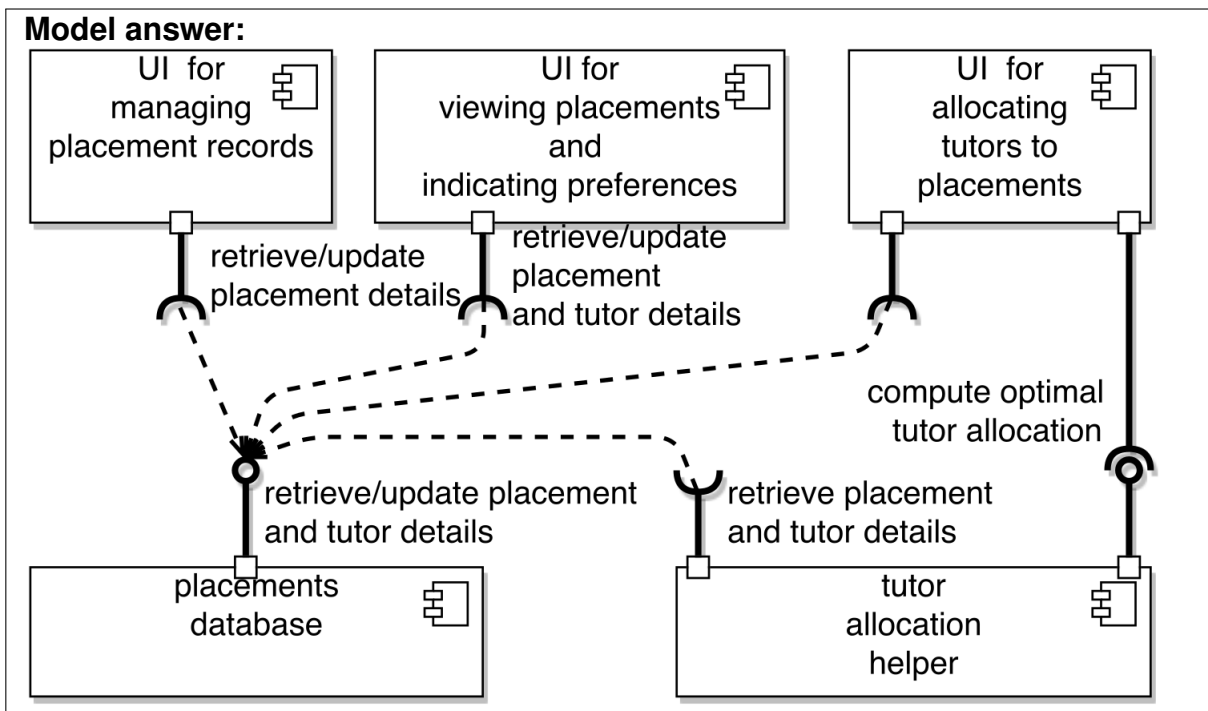 Model answer:
UI for
managing
placement records
UI for
viewing placements
and
indicating preferences
UI for
allocating
tutors to
placements
retrieve/update
placement details
retrieve/update
placement
and tutor details
compute optimal
tutor allocation
retrieve/update placement
and tutor details
retrieve placement
and tutor details
placements
database
tutor
allocation
helper